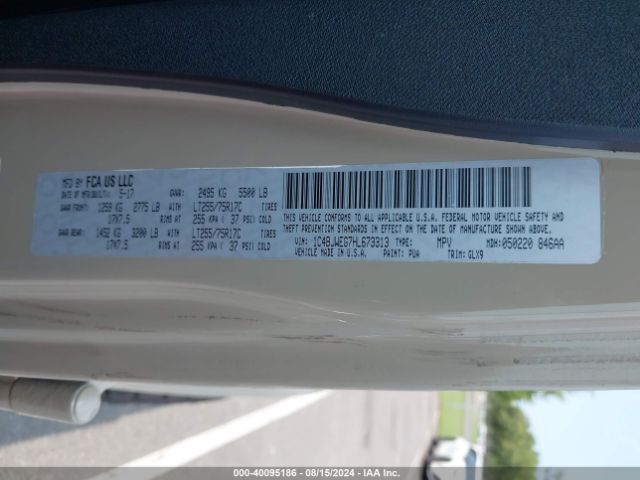 MFD BY FCA US LLC
DATE OF MFR(BUILT): 5-17 GVWR: 2495 KG 5500 LB
GAWR FRONT: 1259 KG 2775 LB WITH LT255/75R17C TIRES
17X7.5 RIMS AT 255 KPA ( 37 PSI) COLD
GAWR REAR: 1452 KG 3200 LB WITH LT255/75R17C TIRES
17X7.5 RIMS AT 255 KPA ( 37 PSI) COLD
THIS VEHICLE CONFORMS TO ALL APPLICABLE U.S.A. FEDERAL MOTOR VEHICLE SAFETY AND
THEFT PREVENTION STANDARDS IN EFFECT ON THE DATE OF MANUFACTURE SHOWN ABOVE.
VIN: 1C4BJWEG7HL673313 TYPE: MPV MDH: 050220 846AA
VEHICLE MADE IN U.S.A. PAINT: PUA TRIM: GLX9
000-40095186 - 08/15/2024 - IAA Inc.